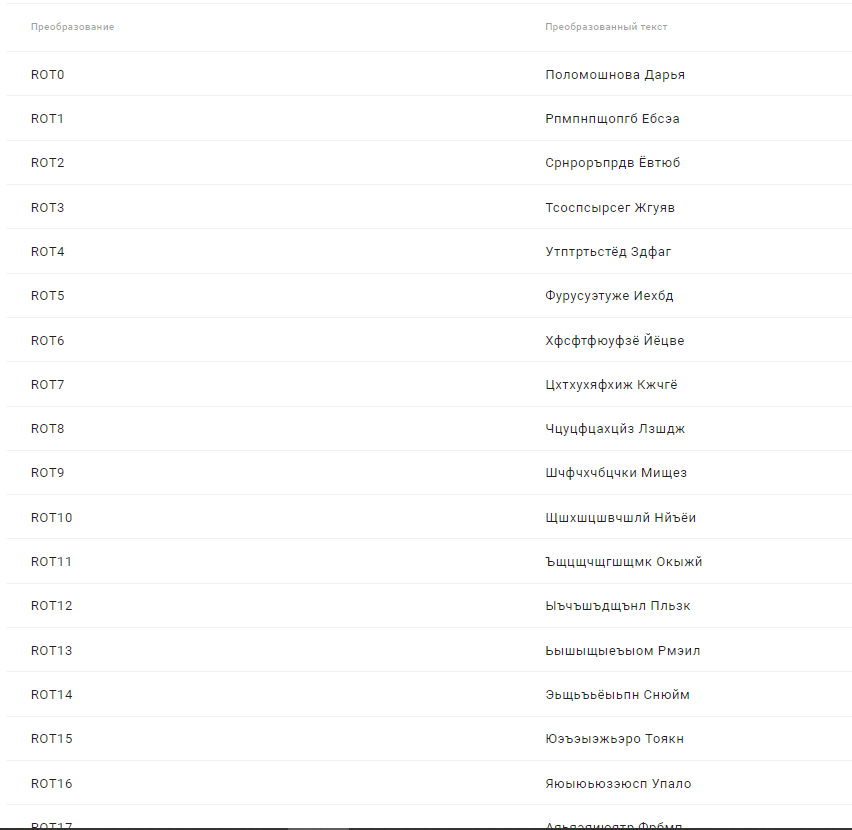 Преобразование Преобразованный текст
ROT0 Поломошнова Дарья
ROT1 Рпмпнпщопгб Ебсэа
ROT2 Срнроръпрдв Ёвтюб
ROT3 Тсоспсырсег Жгуяв
ROT4 Утптртьстёд Здфаг
ROT5 Фурусуэтуже Иехбд
ROT6 Хфсфтфюуфзё Йёцве
ROT7 Цхтхухяфхиж Кжчгё
ROT8 Чцуцфцахцйз Лзшдж
ROT9 Шчфчхчбцчки Мищез
ROT10 Щшхшцшвчшлй Нйъёи
ROT11 Ъщцщчщгшщмк Окыжй
ROT12 Ыъчъшъдщънл Пльзк
ROT13 Ьышыщыеъыом Рмэил
ROT14 Эьщьъьёыьпн Снюйм
ROT15 Юэъэыэжьэро Тоякн
ROT16 Яюыюьюзэюсп Упало
ROT17